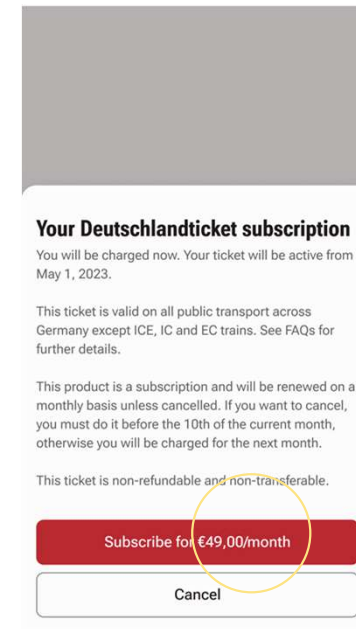 Your Deutschlandticket subscription
You will be charged now. Your ticket will be active from
May 1, 2023.
This ticket is valid on all public transport across
Germany except ICE, IC and EC trains. See FAQs for
further details.
This product is a subscription and will be renewed on a
monthly basis unless cancelled. If you want to cancel,
you must do it before the 10th of the current month,
otherwise you will be charged for the next month.
This ticket is non-refundable and non-transferable.
Subscribe for €49,00/month
Cancel